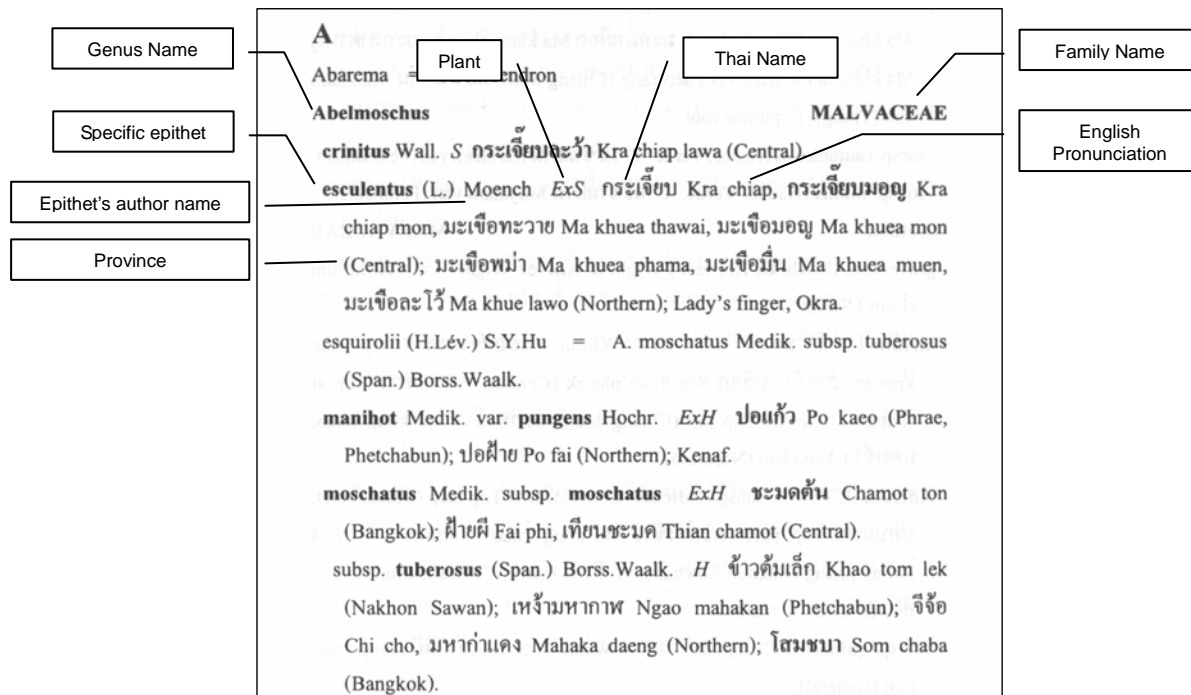 Genus Name
Specific epithet
Epithet's author name
Province
Plant
Thai Name
Family Name
English Pronunciation
A
Abarema = endron
Abelmoschus MALVACEAE
crinitus Wall. S กระเจี๊ยบละว้า Kra chiap lawa (Central).
esculentus (L.) Moench ExS กระเจี๊ยบ Kra chiap, กระเจี๊ยบมอญ Kra
chiap mon, มะเขือทะวาย Ma khuea thawai, มะเขือมอญ Ma khuea mon
(Central); มะเขือพม่า Ma khuea phama, มะเขือมื่น Ma khuea muen,
มะเขือละโว้ Ma khue lawo (Northern); Lady's finger, Okra.
esquirolii (H.Lév.) S.Y.Hu = A. moschatus Medik. subsp. tuberosus
(Span.) Borss.Waalk.
manihot Medik. var. pungens Hochr. ExH ปอแก้ว Po kaeo (Phrae,
Phetchabun); ปอฝ้าย Po fai (Northern); Kenaf.
moschatus Medik. subsp. moschatus ExH ชะมดต้น Chamot ton
(Bangkok); ฝ้ายผี Fai phi, เทียนชะมด Thian chamot (Central).
subsp. tuberosus (Span.) Borss.Waalk. H ข้าวต้มเล็ก Khao tom lek
(Nakhon Sawan); เหง้ามหากาฬ Ngao mahakan (Phetchabun); จีจ้อ
Chi cho, มหาก่าแดง Mahaka daeng (Northern); โสมชบา Som chaba
(Bangkok).